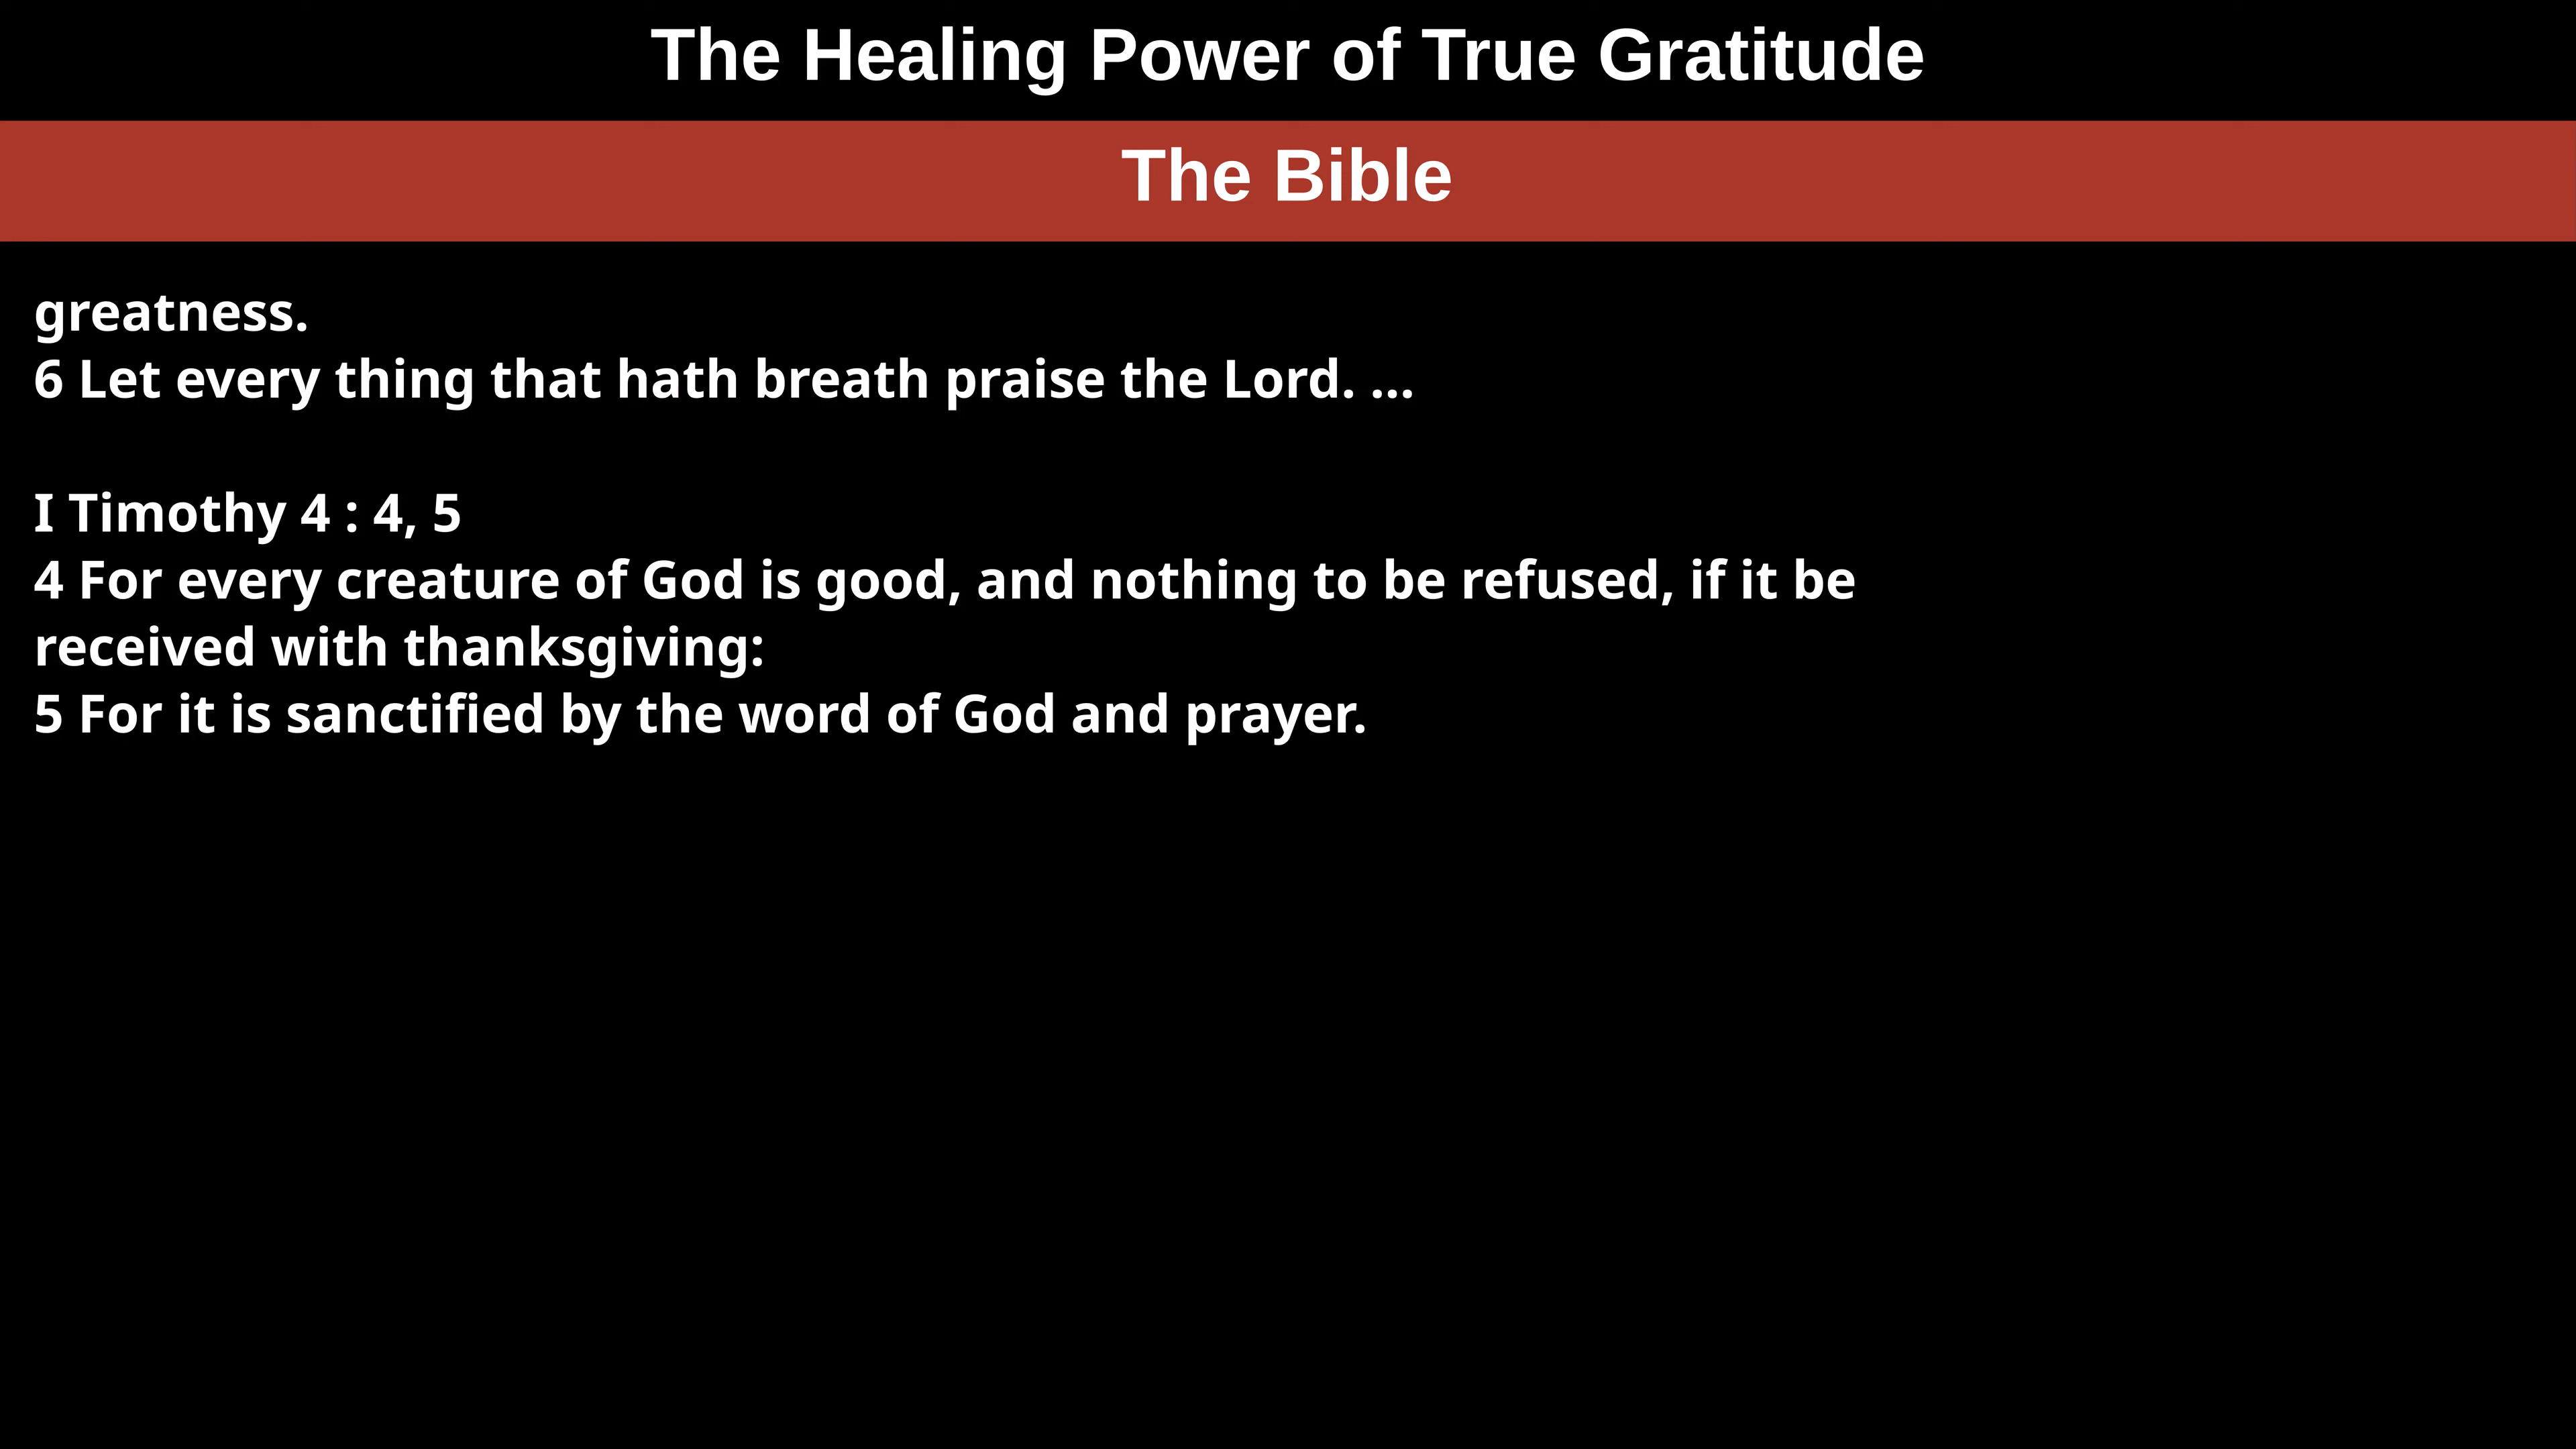 The Healing Power of True Gratitude
The Bible
greatness.
6 Let every thing that hath breath praise the Lord. ...
I Timothy 4 : 4, 5
4 For every creature of God is good, and nothing to be refused, if it be
received with thanksgiving:
5 For it is sanctified by the word of God and prayer.